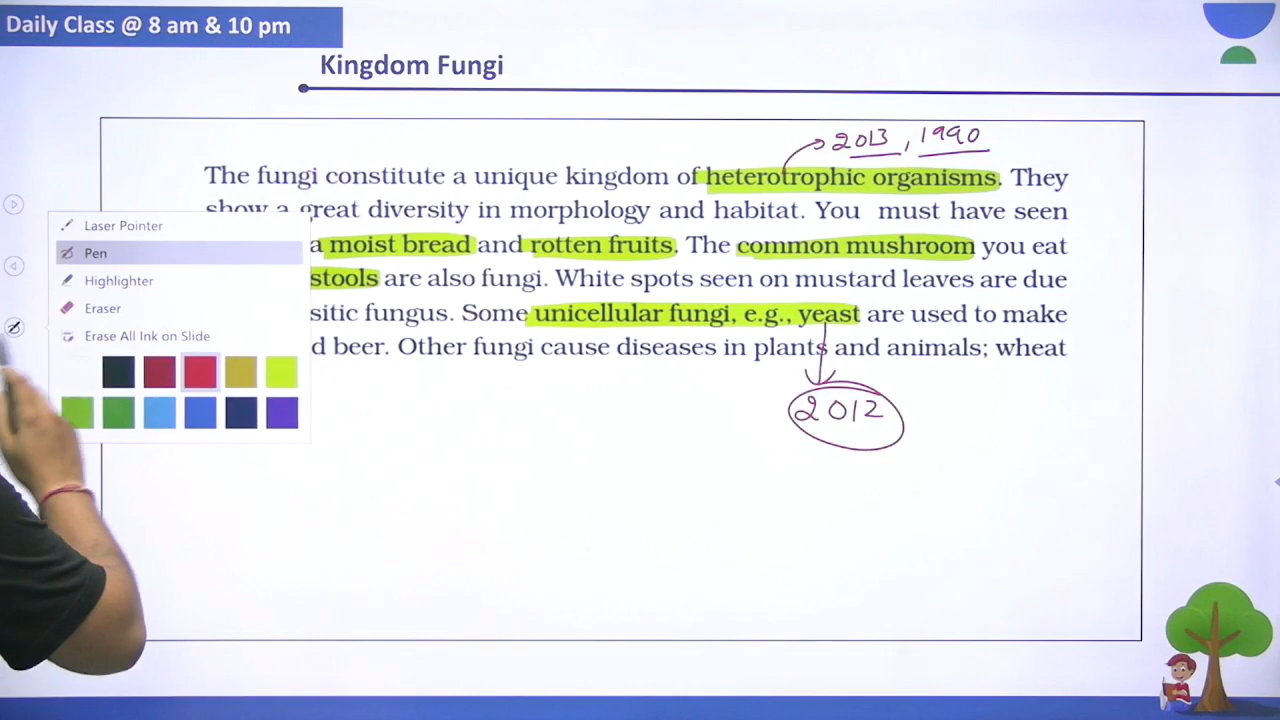 Daily Class @ 8 am & 10 pm
Kingdom Fungi
2013, 1990
The fungi constitute a unique kingdom of heterotrophic organisms. They
show a great diversity in morphology and habitat. You must have seen
a moist bread and rotten fruits. The common mushroom you eat
stools are also fungi. White spots seen on mustard leaves are due
sitic fungus. Some unicellular fungi, e.g., yeast are used to make
d beer. Other fungi cause diseases in plants and animals; wheat
2012
Laser Pointer
Pen
Highlighter
Eraser
Erase All Ink on Slide